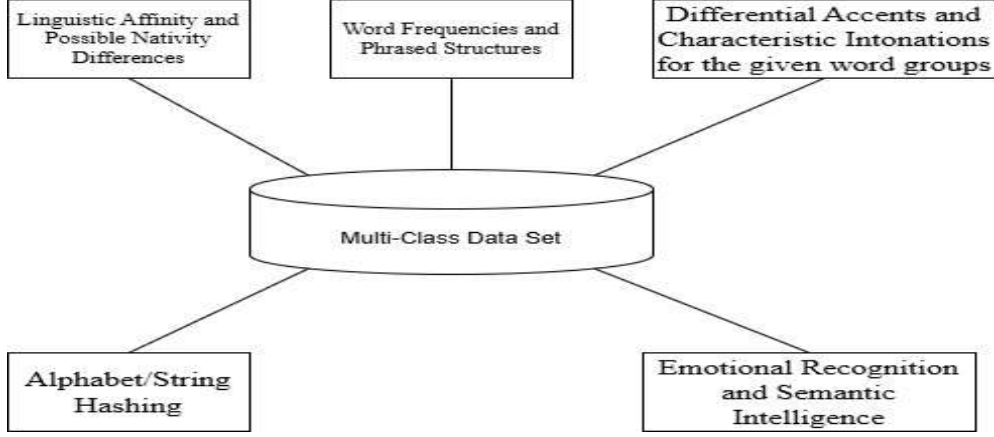 Linguistic Affinity and
Possible Nativity
Differences
Word Frequencies and
Phrased Structures
Differential Accents and
Characteristic Intonations
for the given word groups
Multi-Class Data Set
Alphabet/String
Hashing
Emotional Recognition
and Semantic
Intelligence